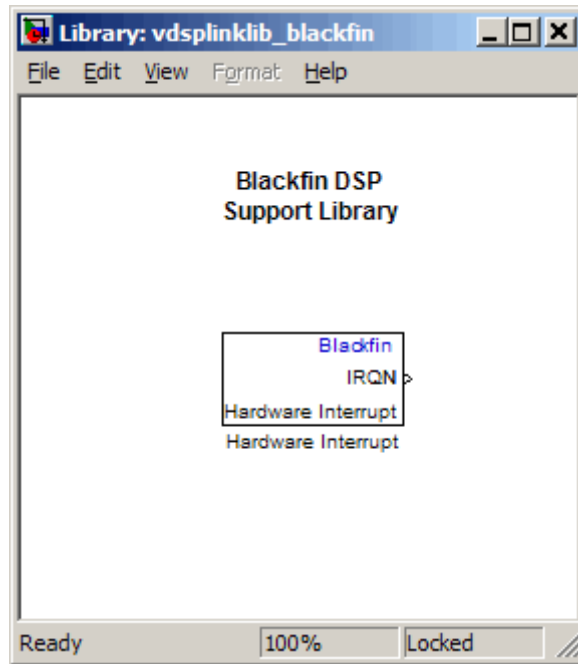 Library: vdsplinklib_blackfin
File Edit View Format Help
Blackfin DSP
Support Library
Blackfin
IRQN
Hardware Interrupt
Hardware Interrupt
Ready 100% Locked